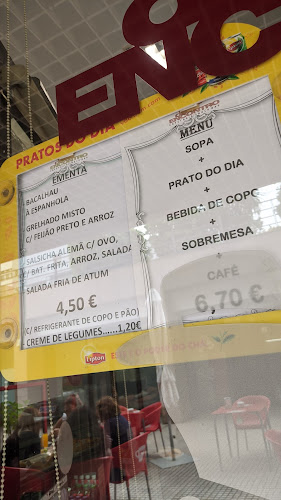 ENC
PRATOS DO DIA
EMENTA
BACALHAU
À ESPANHOLA
GRELHADO MISTO
C/ FEIJÃO PRETO E ARROZ
SALSICHA ALEMÃ C/ OVO,
C/ BAT. FRITA, ARROZ, SALADA
SALADA FRIA DE ATUM
4,50 €
C/ REFRIGERANTE DE COPO E PÃO)
CREME DE LEGUMES......1,20€
MENU
SOPA
+
PRATO DO DIA
+
BEBIDA DE COPO
+
SOBREMESA
+
CAFÉ
6,70 €
Lipton